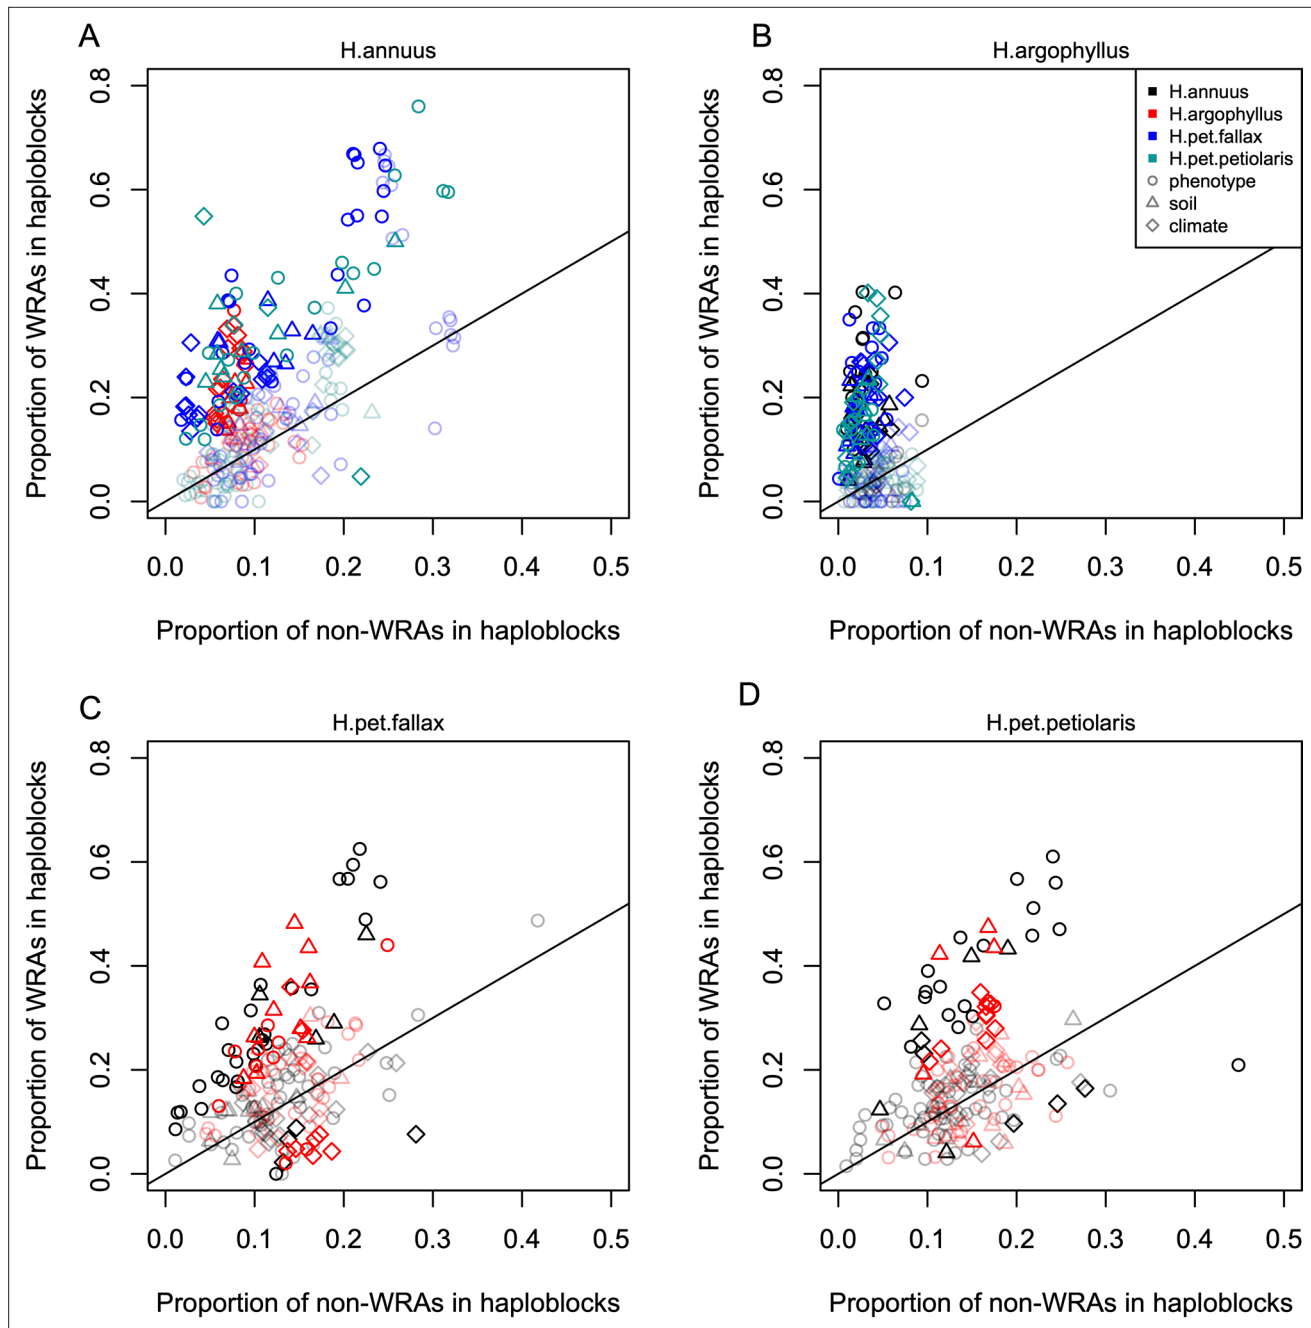 A
H.annuus
Proportion of WRAs in haploblocks
0.8
0.6
0.4
0.2
0.0
0.0 0.1 0.2 0.3 0.4 0.5
Proportion of non-WRAs in haploblocks
B
H.argophyllus
H.annuus
H.argophyllus
H.pet.fallax
H.pet.petiolaris
phenotype
soil
climate
Proportion of WRAs in haploblocks
0.8
0.6
0.4
0.2
0.0
0.0 0.1 0.2 0.3 0.4 0.5
Proportion of non-WRAs in haploblocks
C
H.pet.fallax
Proportion of WRAs in haploblocks
0.8
0.6
0.4
0.2
0.0
0.0 0.1 0.2 0.3 0.4 0.5
Proportion of non-WRAs in haploblocks
D
H.pet.petiolaris
Proportion of WRAs in haploblocks
0.8
0.6
0.4
0.2
0.0
0.0 0.1 0.2 0.3 0.4 0.5
Proportion of non-WRAs in haploblocks